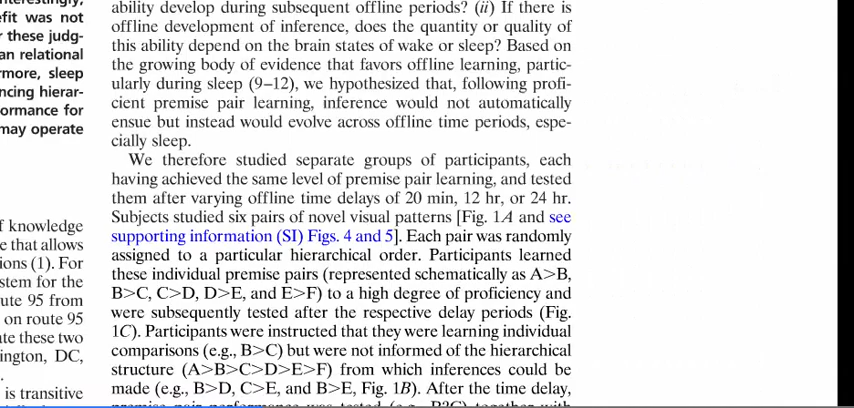 nterestingly,
efit was not
r these judg-
an relational
rmore, sleep
ncing hierar-
ormance for
may operate
f knowledge
e that allows
ions (1). For
stem for the
ute 95 from
on route 95
ate these two
ington, DC,
.
is transitive
ability develop during subsequent offline periods? (ii) If there is
offline development of inference, does the quantity or quality of
this ability depend on the brain states of wake or sleep? Based on
the growing body of evidence that favors offline learning, partic-
ularly during sleep (9–12), we hypothesized that, following profi-
cient premise pair learning, inference would not automatically
ensue but instead would evolve across offline time periods, espe-
cially sleep.
We therefore studied separate groups of participants, each
having achieved the same level of premise pair learning, and tested
them after varying offline time delays of 20 min, 12 hr, or 24 hr.
Subjects studied six pairs of novel visual patterns [Fig. 1A and see
supporting information (SI) Figs. 4 and 5]. Each pair was randomly
assigned to a particular hierarchical order. Participants learned
these individual premise pairs (represented schematically as A>B,
B>C, C>D, D>E, and E>F) to a high degree of proficiency and
were subsequently tested after the respective delay periods (Fig.
1C). Participants were instructed that they were learning individual
comparisons (e.g., B>C) but were not informed of the hierarchical
structure (A>B>C>D>E>F) from which inferences could be
made (e.g., B>D, C>E, and B>E, Fig. 1B). After the time delay,
premise pair performance was tested (e.g., B?C) together with